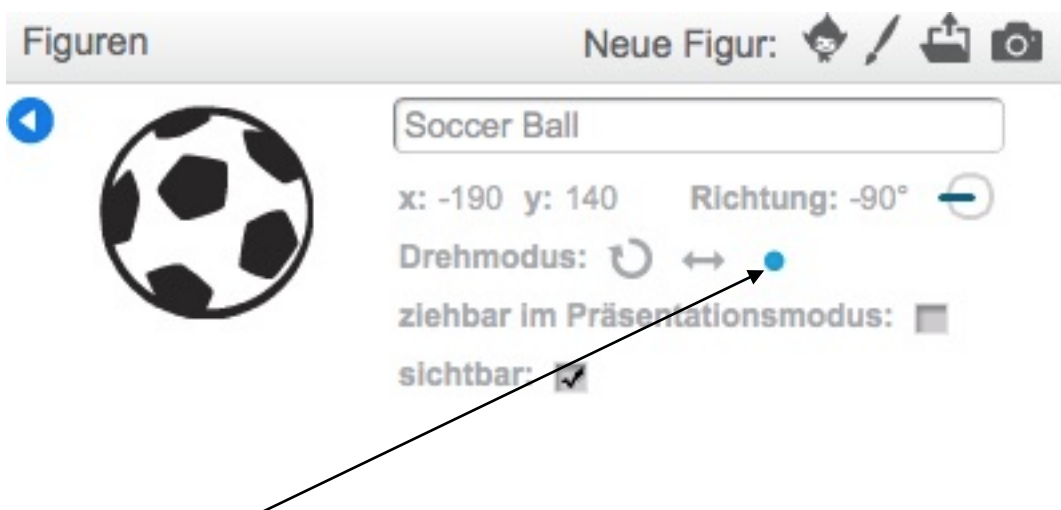 Figuren Neue Figur:
Soccer Ball
x: -190 y: 140 Richtung: -90°
Drehmodus:
ziehbar im Präsentationsmodus:
sichtbar: